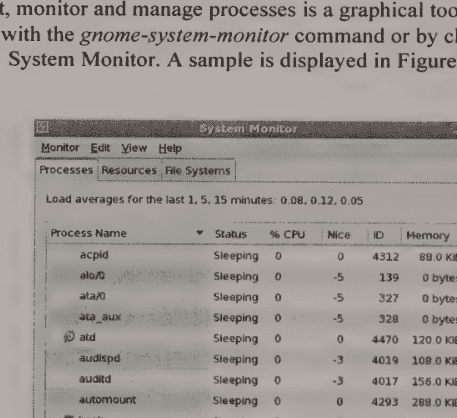 t, monitor and manage processes is a graphical too
with the gnome-system-monitor command or by cl
System Monitor. A sample is displayed in Figure
System Monitor
Monitor Edit View Help
Processes Resources File Systems
Load averages for the last 1, 5, 15 minutes: 0.08, 0.12, 0.05
Process Name Status % CPU Nice ID Memory
acpid Sleeping 0 0 4312 88.0 KiB
aio/0 Sleeping 0 -5 139 0 byte
ata/0 Sleeping 0 -5 327 0 byte
ata_aux Sleeping 0 -5 328 0 byte
atd Sleeping 0 0 4470 120.0 KiB
audispd Sleeping 0 -3 4019 108.0 KiB
auditd Sleeping 0 -3 4017 156.0 KiB
automount Sleeping 0 0 4293 288.0 KiB